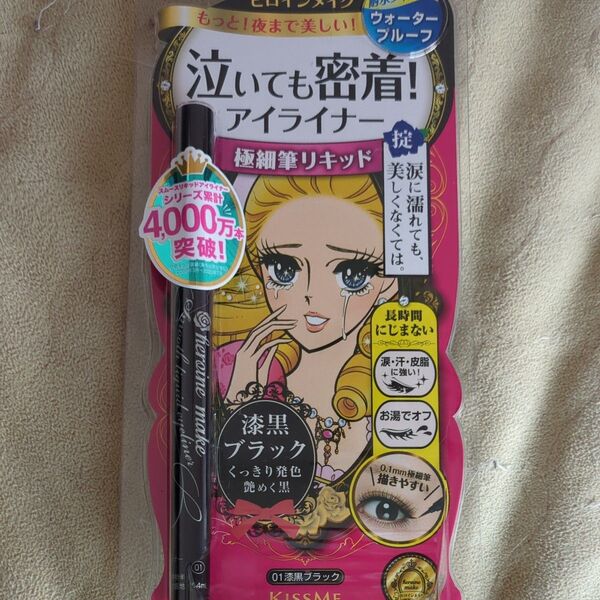 ヒロインメイク
もっと!夜まで美しい!
ウォーター
プルーフ
泣いても密着!
アイライナー
極細筆リキッド
掟
涙に濡れても、
美しくなくては。
スムースリキッドアイライナー
シリーズ累計
4,000万本
突破!
長時間
にじまない
涙・汗・皮脂
に強い!
お湯でオフ
0.1mm極細筆
描きやすい
漆黒
ブラック
くっきり発色
艶めく黒
heroine make
Smooth liquid eyeliner
01
01漆黒ブラック
KISSME
heroine
make